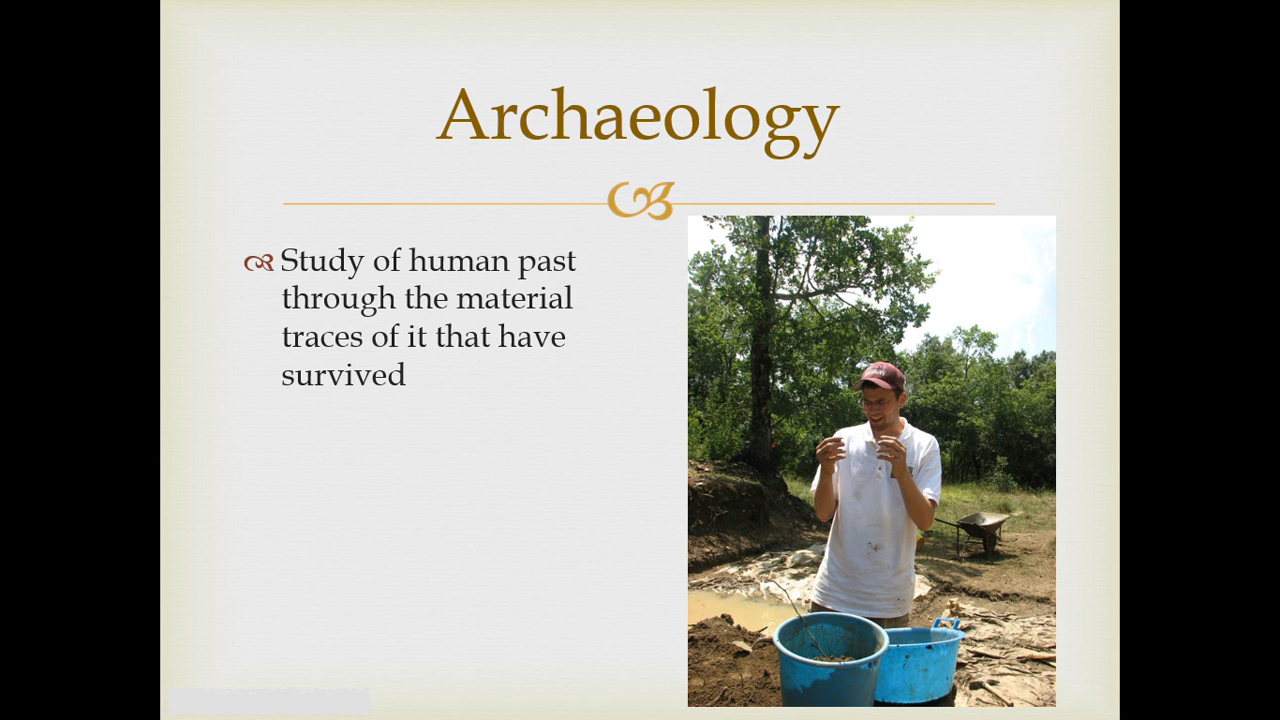 Archaeology
Study of human past
through the material
traces of it that have
survived